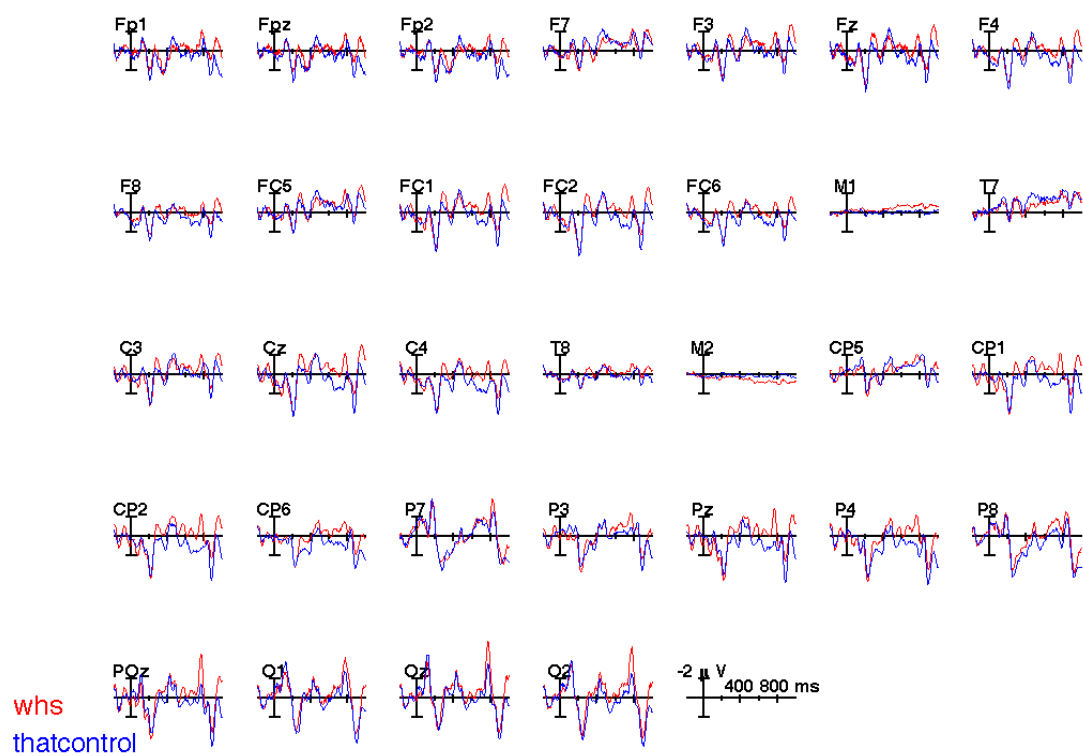 Fp1 Fpz Fp2 F7 F3 Fz F4
F8 FC5 FC1 FC2 FC6 M1 T7
C3 Cz C4 T8 M2 CP5 CP1
CP2 CP6 P7 P3 Pz P4 P8
POz O1 Oz O2 -2 µ V
400 800 ms
whs
thatcontrol